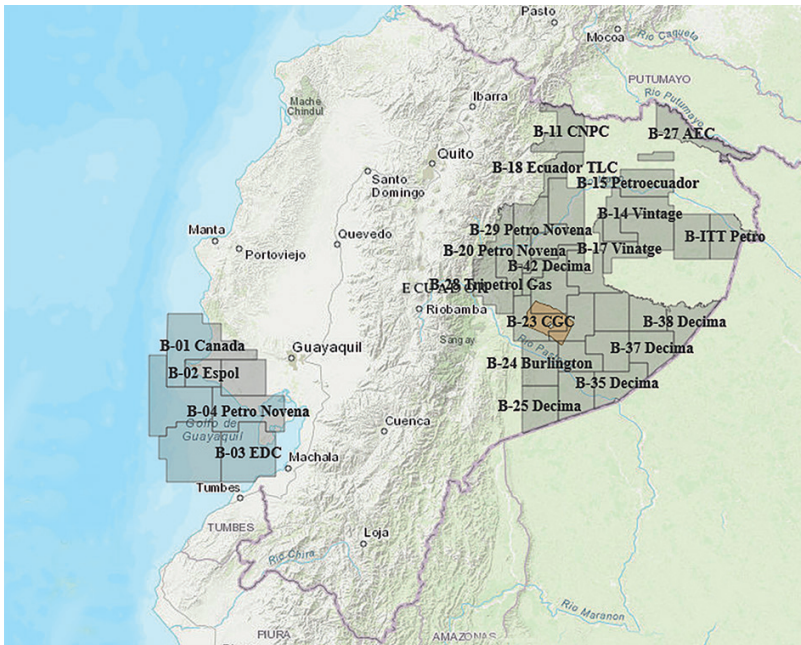 Pasto
Mocoa
Rio Caqueta
PUTUMAYO
Rio Putumayo
Mache
Chindul
Ibarra
B-11 CNPC
B-27 AEC
Quito
B-18 Ecuador TLC
Santo
Domingo
B-15 Petroecuador
B-14 Vintage
Manta
Quevedo
B-29 Petro Novena
B-ITT Petro
Portoviejo
B-20 Petro Novena
B-17 Vinatge
B-42 Decima
B-28 Tripetrol Gas
ECUADOR
Riobamba
B-23 CGC
B-38 Decima
Sangay
B-01 Canada
Guayaquil
B-37 Decima
B-02 Espol
B-24 Burlington
B-35 Decima
B-04 Petro Novena
B-25 Decima
Golfo de
Guayaquil
Cuenca
B-03 EDC
Machala
Tumbes
TUMBES
Loja
Rio Chira
Rio Maranon
PIURA
AMAZONAS